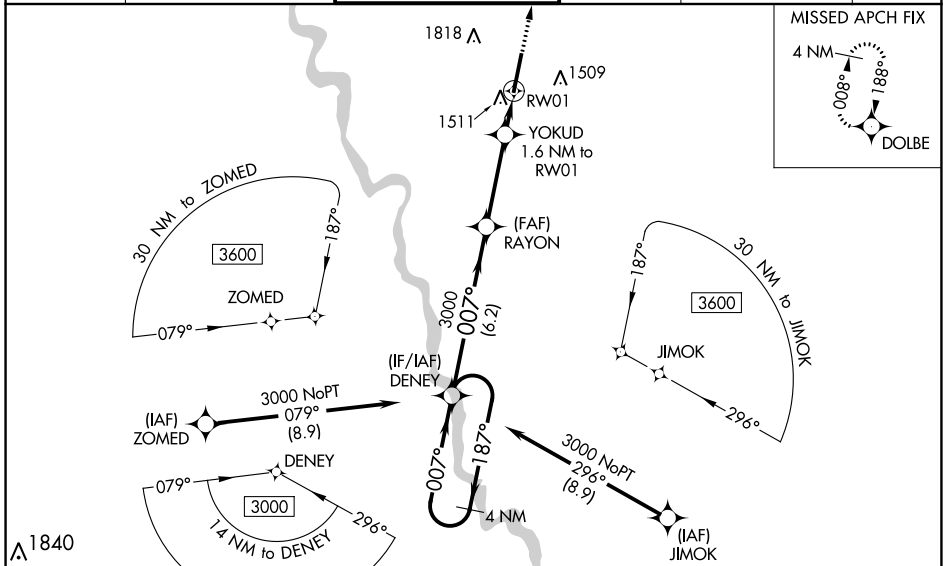 MISSED APCH FIX
4 NM
008°
188°
DOLBE
1818
1509
RW01
1511
YOKUD
1.6 NM to
RW01
30 NM to ZOMED
187°
3600
ZOMED
079°
(FAF)
RAYON
30 NM to JIMOK
187°
3600
JIMOK
296°
3000
007°
(6.2)
(IF/IAF)
DENEY
3000 NoPT
079°
(8.9)
(IAF)
ZOMED
007°
187°
4 NM
3000 NoPT
296°
(8.9)
(IAF)
JIMOK
DENEY
079°
3000
296°
14 NM to DENEY
1840